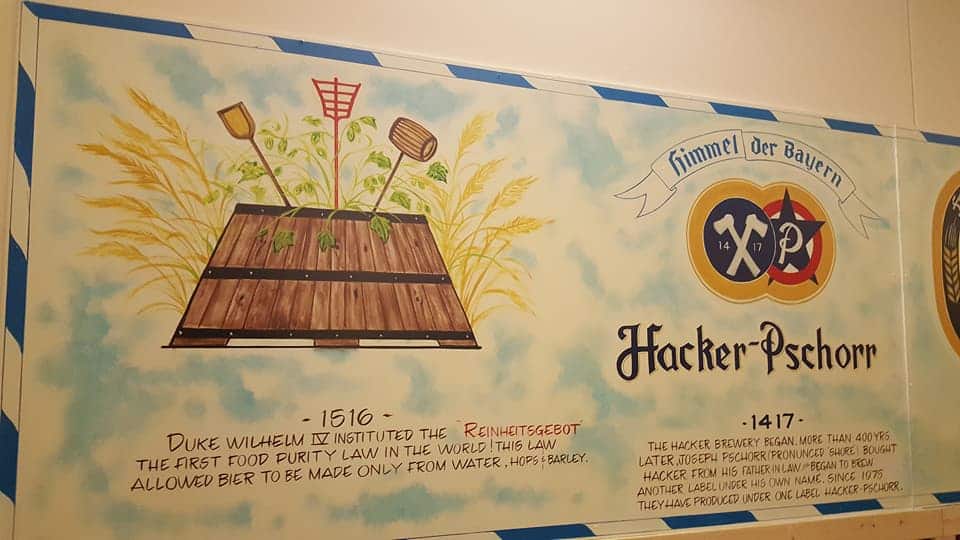 - 1516 -
DUKE WILHELM IV INSTITUTED THE "REINHEITSGEBOT"
THE FIRST FOOD PURITY LAW IN THE WORLD! THIS LAW
ALLOWED BIER TO BE MADE ONLY FROM WATER, HOPS & BARLEY.
Himmel der Bayern
14 17 P
Hacker-Pschorr
- 1417 -
THE HACKER BREWERY BEGAN. MORE THAN 400 YRS
LATER, JOSEPH PSCHORR (PRONUNCED SHORE) BOUGHT
HACKER FROM HIS FATHER IN LAW AND BEGAN TO BREW
ANOTHER LABEL UNDER HIS OWN NAME. SINCE 1975
THEY HAVE PRODUCED UNDER ONE LABEL HACKER-PSCHORR.